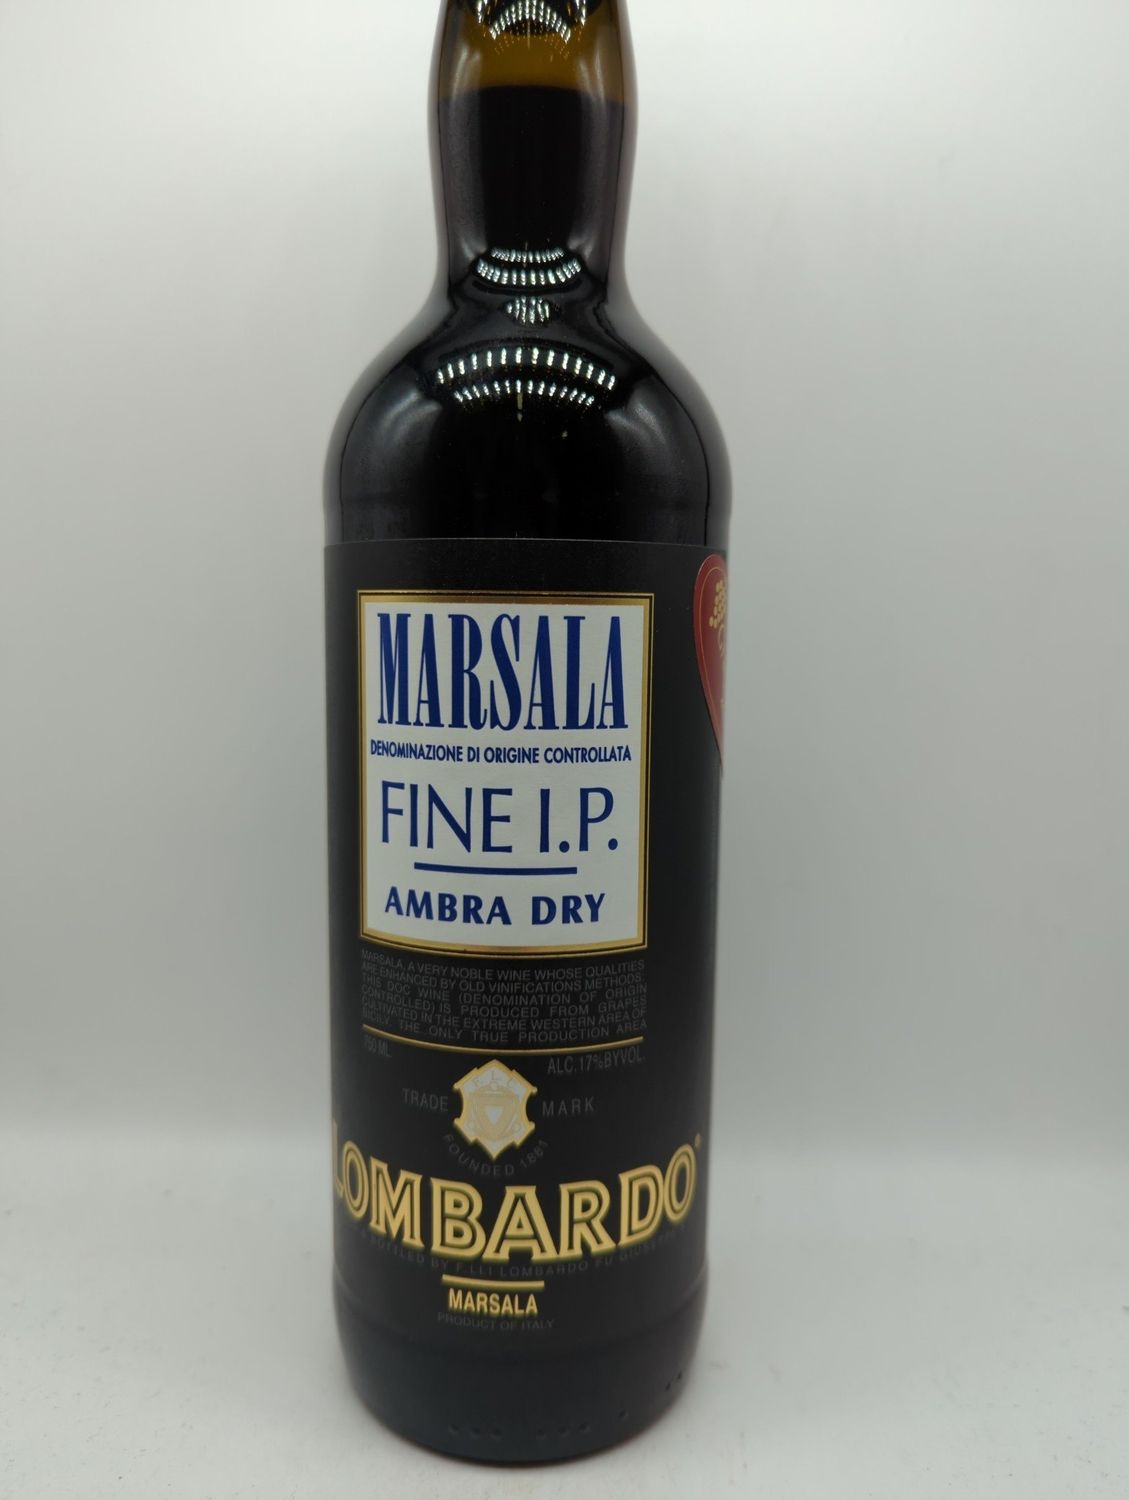 MARSALA
DENOMINAZIONE DI ORIGINE CONTROLLATA
FINE I.P.
AMBRA DRY
MARSALA, A VERY NOBLE WINE WHOSE QUALITIES
ARE ENHANCED BY OLD VINIFICATIONS METHODS.
THIS DOC WINE (DENOMINATION OF ORIGIN
CONTROLLED) IS PRODUCED FROM GRAPES
CULTIVATED IN THE EXTREME WESTERN AREA OF
SICILY, THE ONLY TRUE PRODUCTION AREA
750 ML.
ALC.17%BYVOL.
F.LL.
TRADE MARK
FOUNDED 1881
LOMBARDO®
BOTTLED BY F.LLI LOMBARDO FU GIUSEPPE
MARSALA
PRODUCT OF ITALY